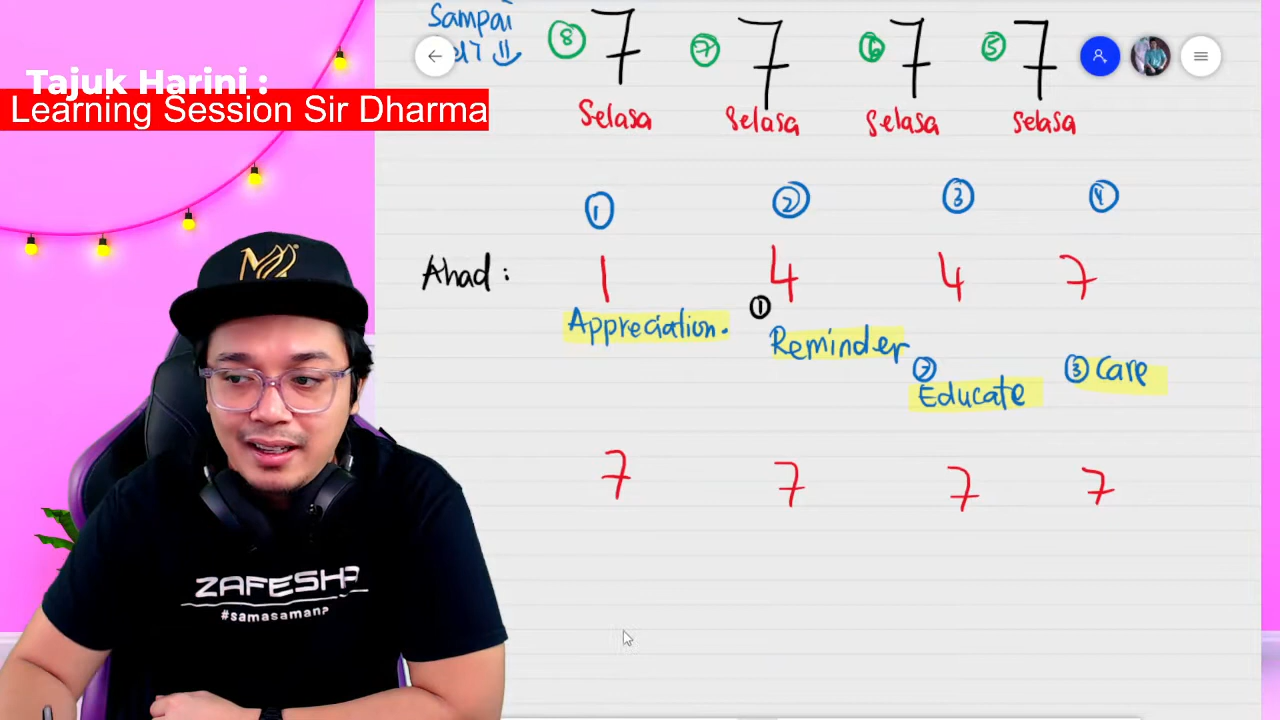 Tajuk Harini :
Learning Session Sir Dharma
Sampai
⑧ 7 ⑦ 7 ⑥ 7 ⑤ 7
Selasa Selasa Selasa Selasa
① ② ③ ④
Ahad : 1 4 4 7
Appreciation.
① Reminder
② Educate
③ Care
7 7 7 7
ZAFESHA
#samasaman?